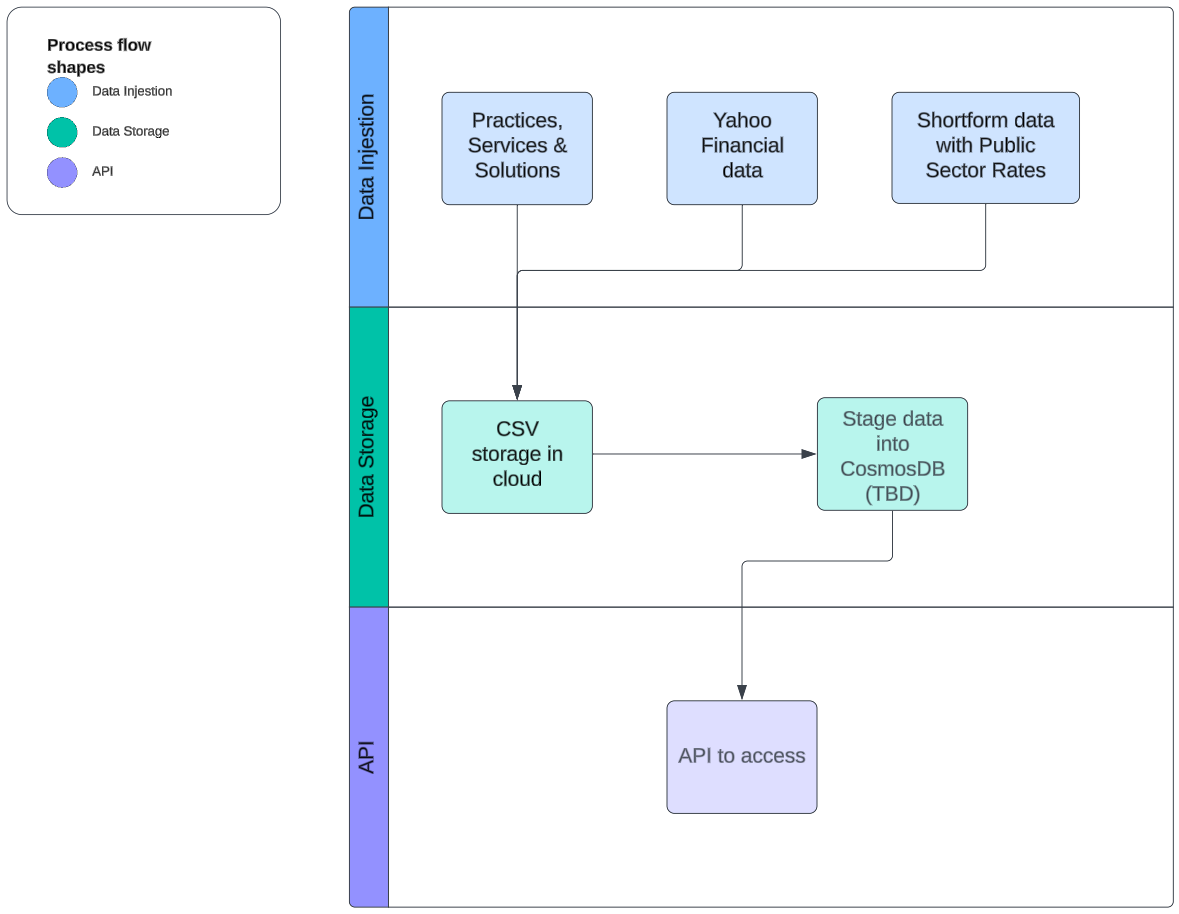 Process flow
shapes
Data Injestion
Data Storage
API
Data Injestion
Practices,
Services &
Solutions
Yahoo
Financial
data
Shortform data
with Public
Sector Rates
Data Storage
CSV
storage in
cloud
Stage data
into
CosmosDB
(TBD)
API
API to access